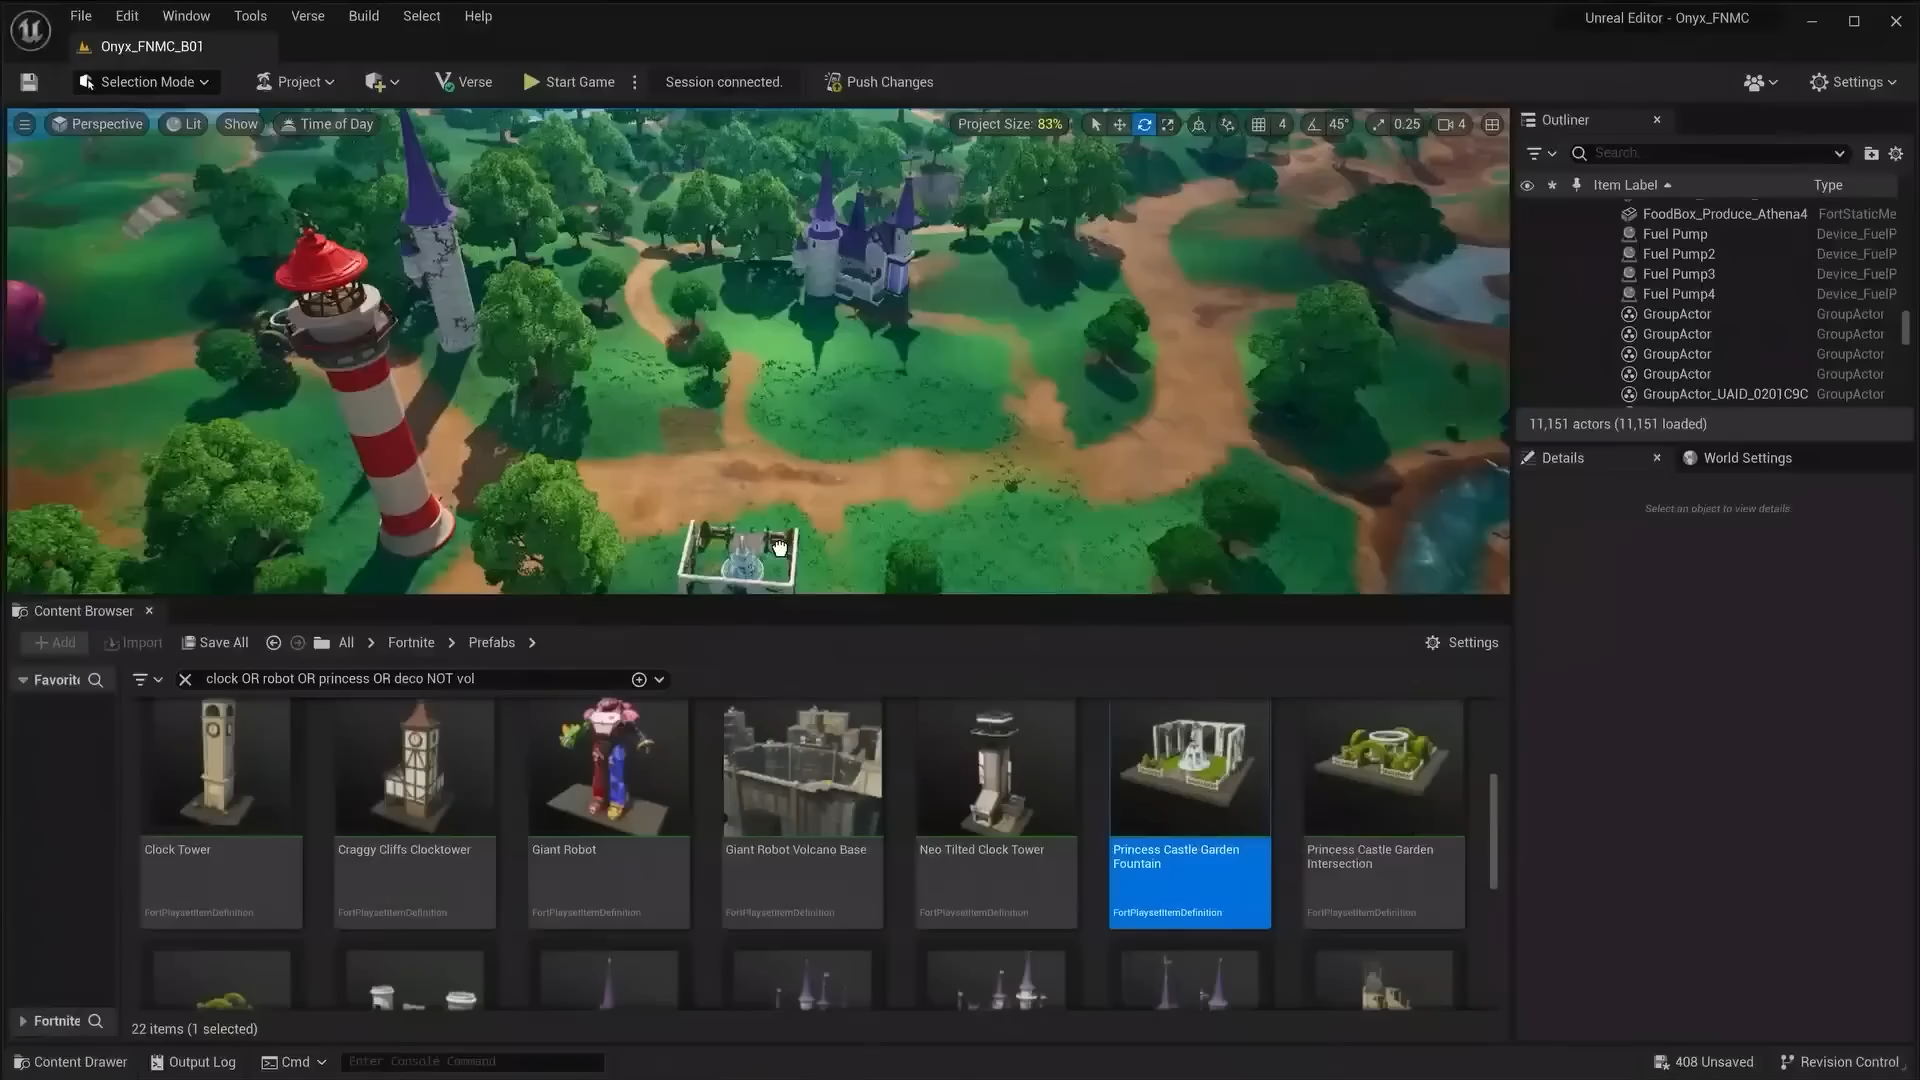 File Edit Window Tools Verse Build Select Help
Unreal Editor - Onyx_FNMC
Onyx_FNMC_B01
Selection Mode Project Verse Start Game Session connected. Push Changes Settings
Perspective Lit Show Time of Day Project Size: 83% 4 45° 0.25 4
Outliner
Search
Item Label Type
FoodBox_Produce_Athena4 FortStaticMe
Fuel Pump Device_FuelP
Fuel Pump2 Device_FuelP
Fuel Pump3 Device_FuelP
Fuel Pump4 Device_FuelP
GroupActor GroupActor
GroupActor GroupActor
GroupActor GroupActor
GroupActor GroupActor
GroupActor_UAID_0201C9C GroupActor
11,151 actors (11,151 loaded)
Details World Settings
Select an object to view details
Content Browser
Add Import Save All All Fortnite Prefabs Settings
Favorite clock OR robot OR princess OR deco NOT vol
Clock Tower
FortPlaysetItemDefinition
Craggy Cliffs Clocktower
FortPlaysetItemDefinition
Giant Robot
FortPlaysetItemDefinition
Giant Robot Volcano Base
FortPlaysetItemDefinition
Neo Tilted Clock Tower
FortPlaysetItemDefinition
Princess Castle Garden
Fountain
FortPlaysetItemDefinition
Princess Castle Garden
Intersection
FortPlaysetItemDefinition
Fortnite
22 items (1 selected)
Content Drawer Output Log Cmd Enter Console Command 408 Unsaved Revision Control